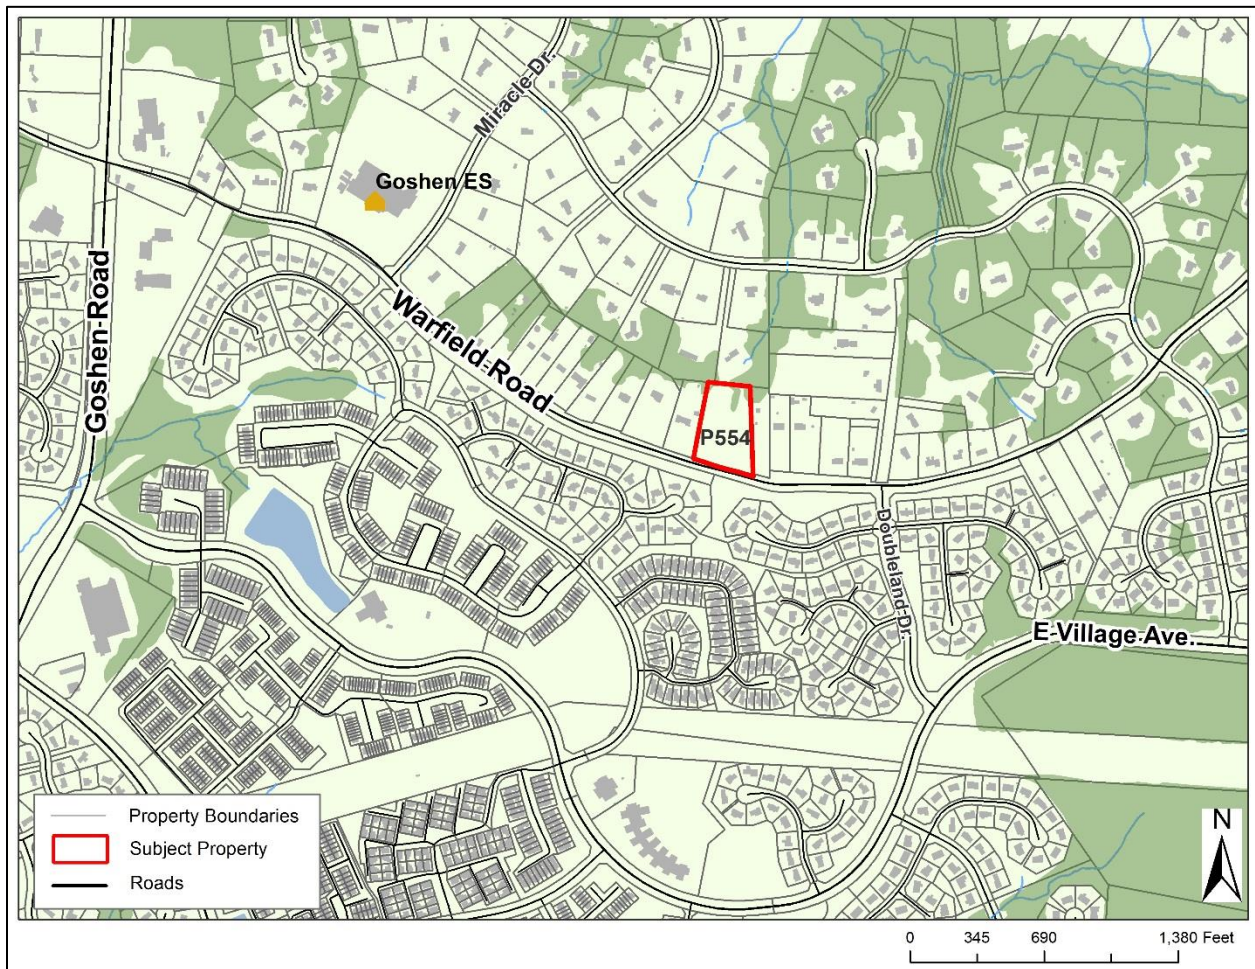 Miracle Dr.
Goshen ES
Goshen Road
Warfield Road
P554
Doubleland Dr.
E Village Ave.
Property Boundaries
Subject Property
Roads
N
0 345 690 1,380 Feet